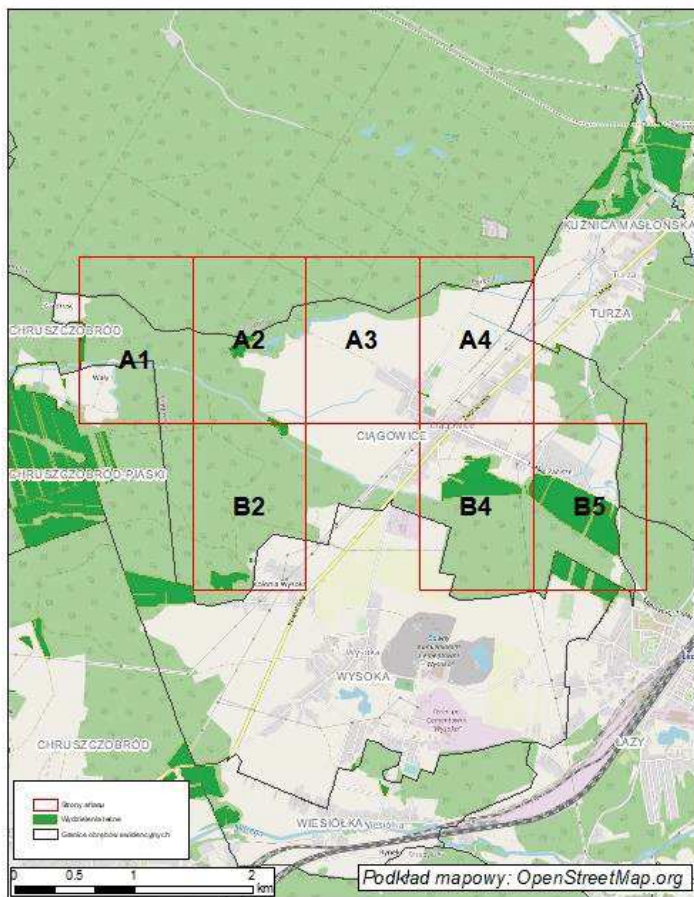 KUŹNICA MASŁOŃSKA
Turza
TURZA
CHRUSZCZOBRÓD
A1
A2
A3
A4
Wały
CIĄGOWICE
Ciągowice
CHRUSZCZOBRÓD-PIASKI
B2
B4
B5
Kolonia Wysoka
Wysoka
WYSOKA
ŁAZY
CHRUSZCZOBRÓD
WIESIÓŁKA
Wiesiółka
Strony atlasu
Wydzielenia leśne
Granice obrębów ewidencyjnych
0 0.5 1 2
km
Podkład mapowy: OpenStreetMap.org